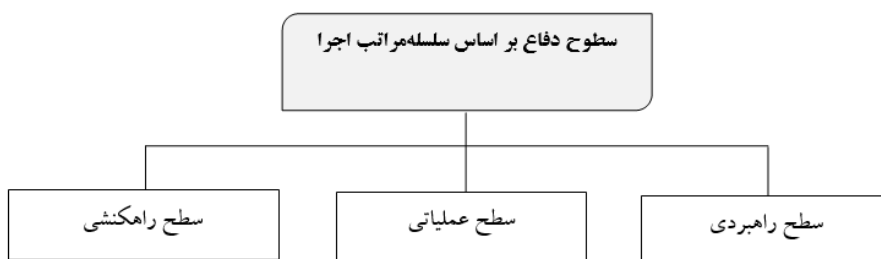 سطوح دفاع بر اساس سلسله‌مراتب اجرا
سطح راهبردی
سطح عملیاتی
سطح راهکنشی